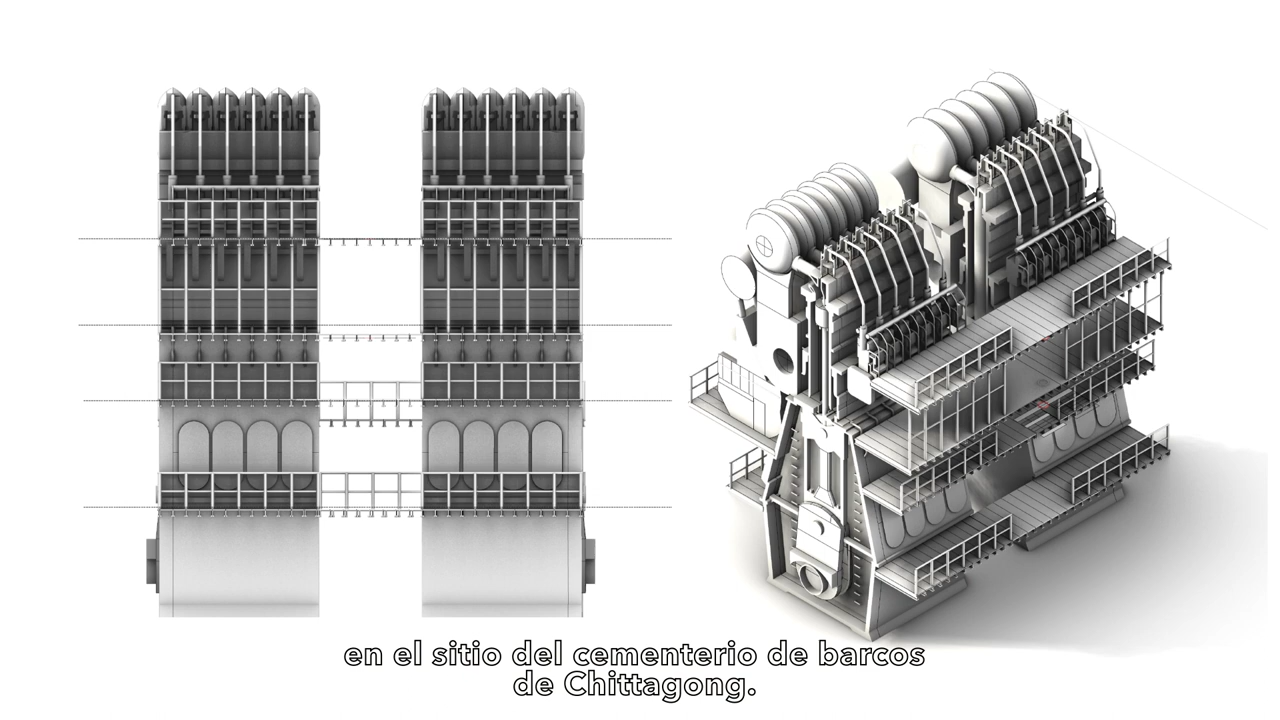 en el sitio del cementerio de barcos
de Chittagong.